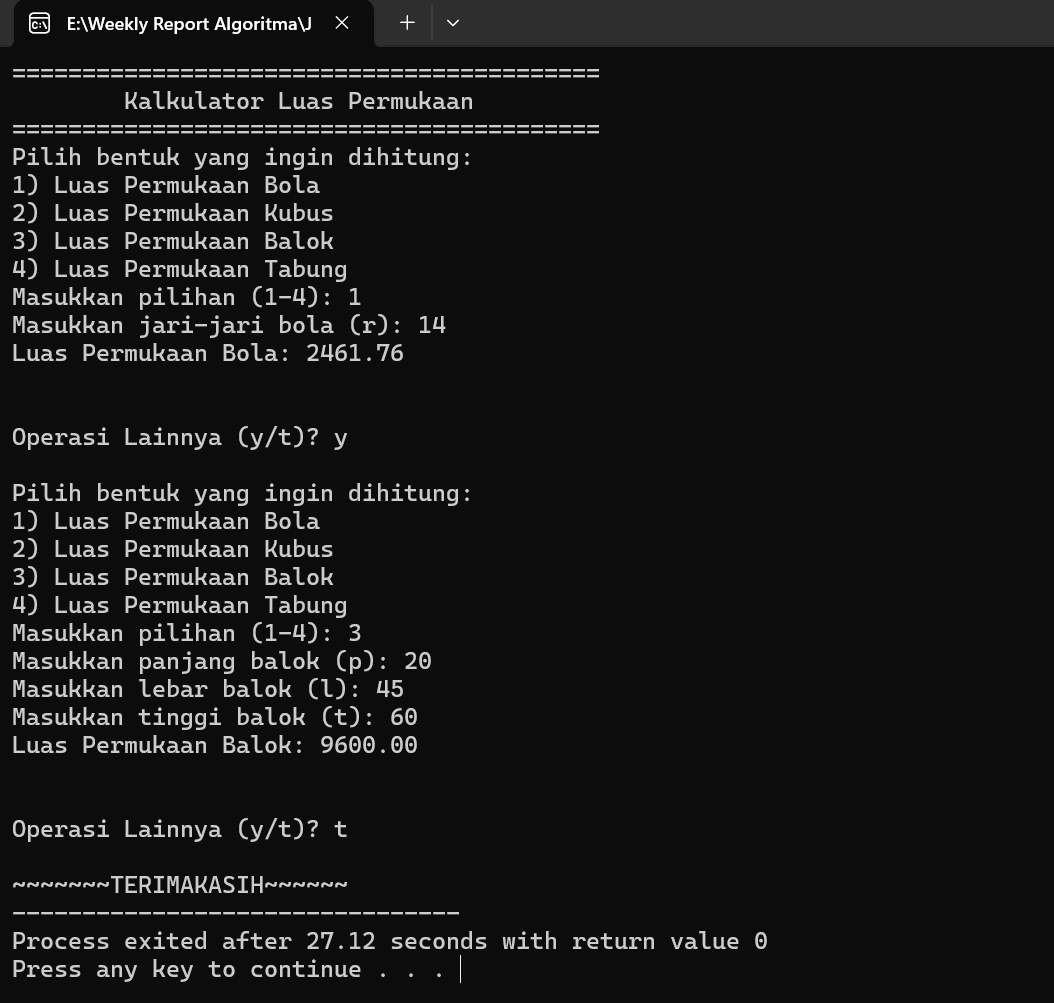 E:\Weekly Report Algoritma\J
==========================================
Kalkulator Luas Permukaan
==========================================
Pilih bentuk yang ingin dihitung:
1) Luas Permukaan Bola
2) Luas Permukaan Kubus
3) Luas Permukaan Balok
4) Luas Permukaan Tabung
Masukkan pilihan (1-4): 1
Masukkan jari-jari bola (r): 14
Luas Permukaan Bola: 2461.76
Operasi Lainnya (y/t)? y
Pilih bentuk yang ingin dihitung:
1) Luas Permukaan Bola
2) Luas Permukaan Kubus
3) Luas Permukaan Balok
4) Luas Permukaan Tabung
Masukkan pilihan (1-4): 3
Masukkan panjang balok (p): 20
Masukkan lebar balok (l): 45
Masukkan tinggi balok (t): 60
Luas Permukaan Balok: 9600.00
Operasi Lainnya (y/t)? t
~~~~~~~TERIMAKASIH~~~~~~
--------------------------------
Process exited after 27.12 seconds with return value 0
Press any key to continue . . .